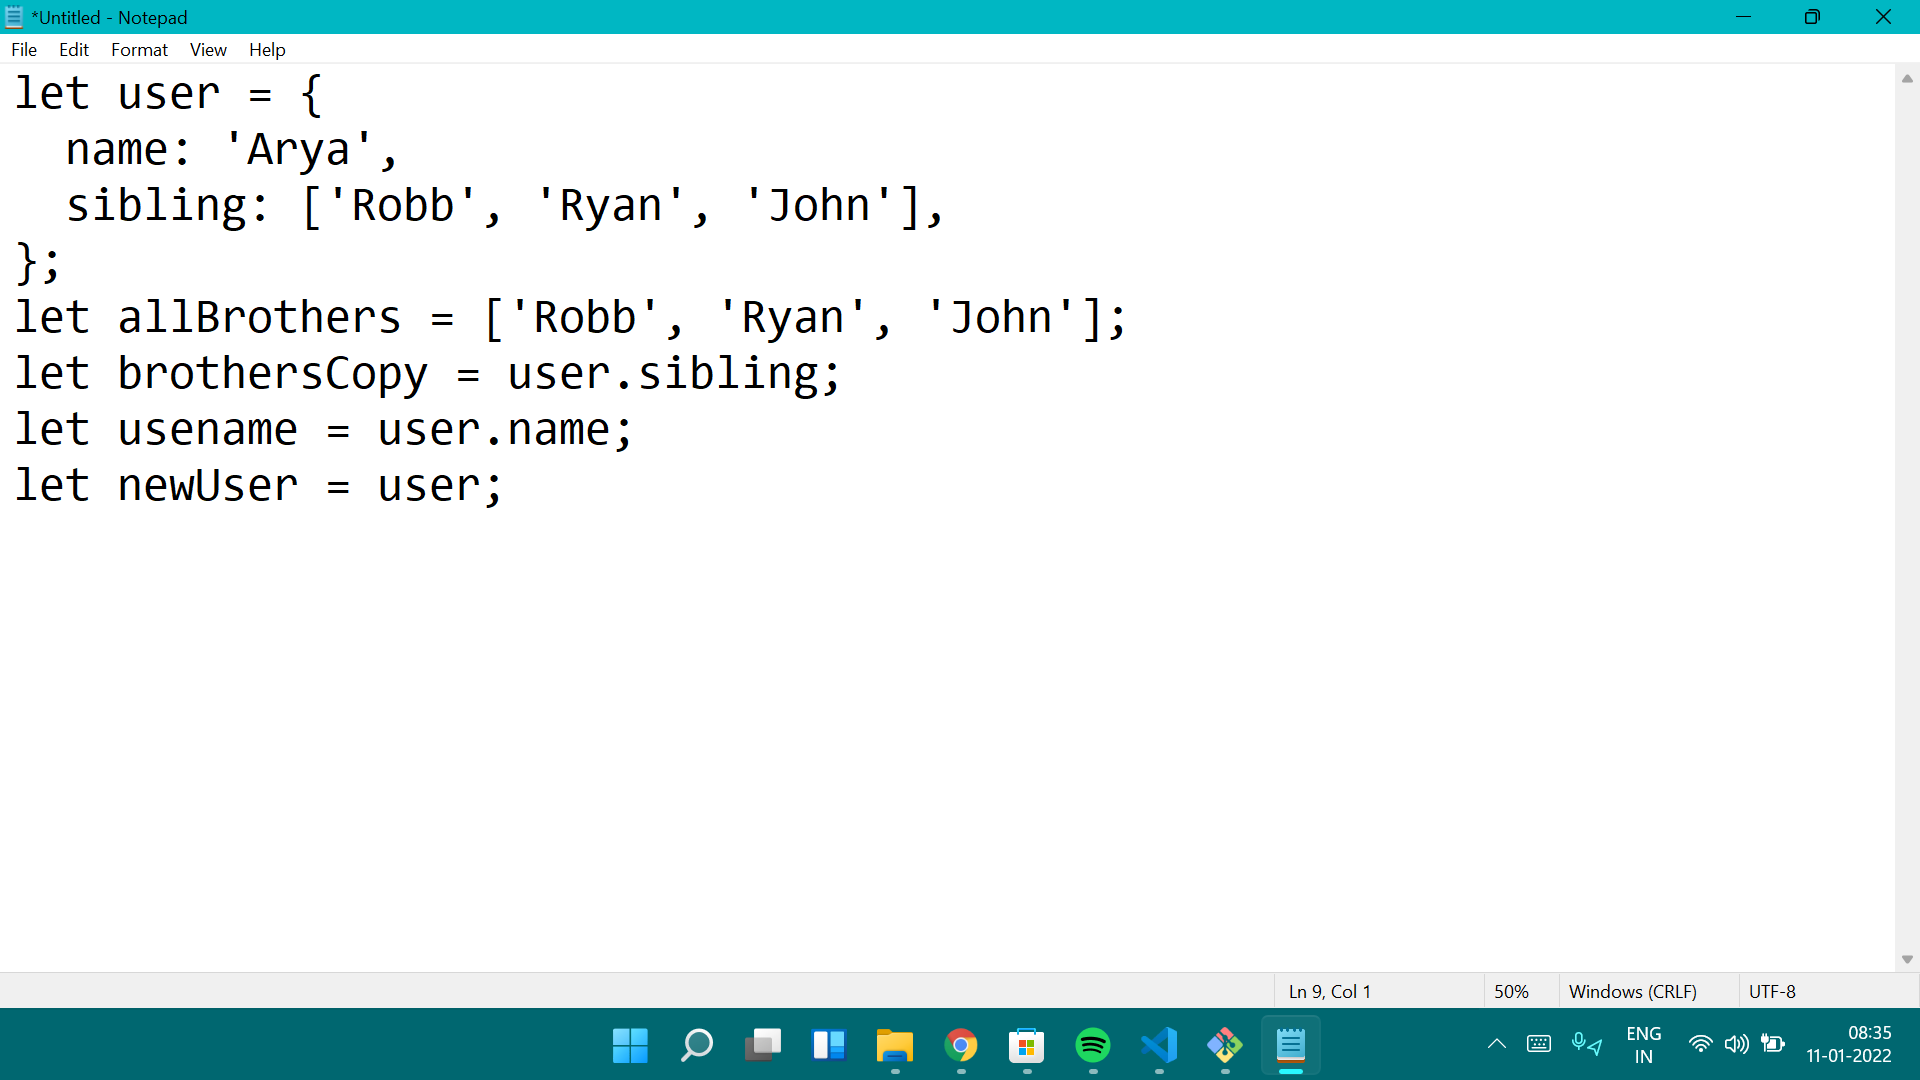 *Untitled - Notepad
File Edit Format View Help
let user = {
  name: 'Arya',
  sibling: ['Robb', 'Ryan', 'John'],
};
let allBrothers = ['Robb', 'Ryan', 'John'];
let brothersCopy = user.sibling;
let usename = user.name;
let newUser = user;
Ln 9, Col 1 50% Windows (CRLF) UTF-8
ENG 08:35
IN 11-01-2022